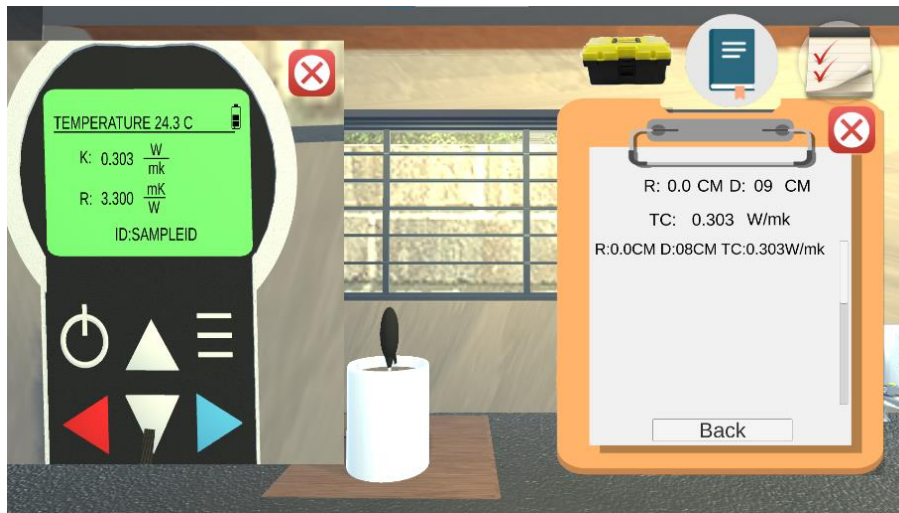 TEMPERATURE 24.3 C
K: 0.303 W/mk
R: 3.300 mK/W
ID:SAMPLEID
R: 0.0 CM D: 09 CM
TC: 0.303 W/mk
R:0.0CM D:08CM TC:0.303W/mk
Back